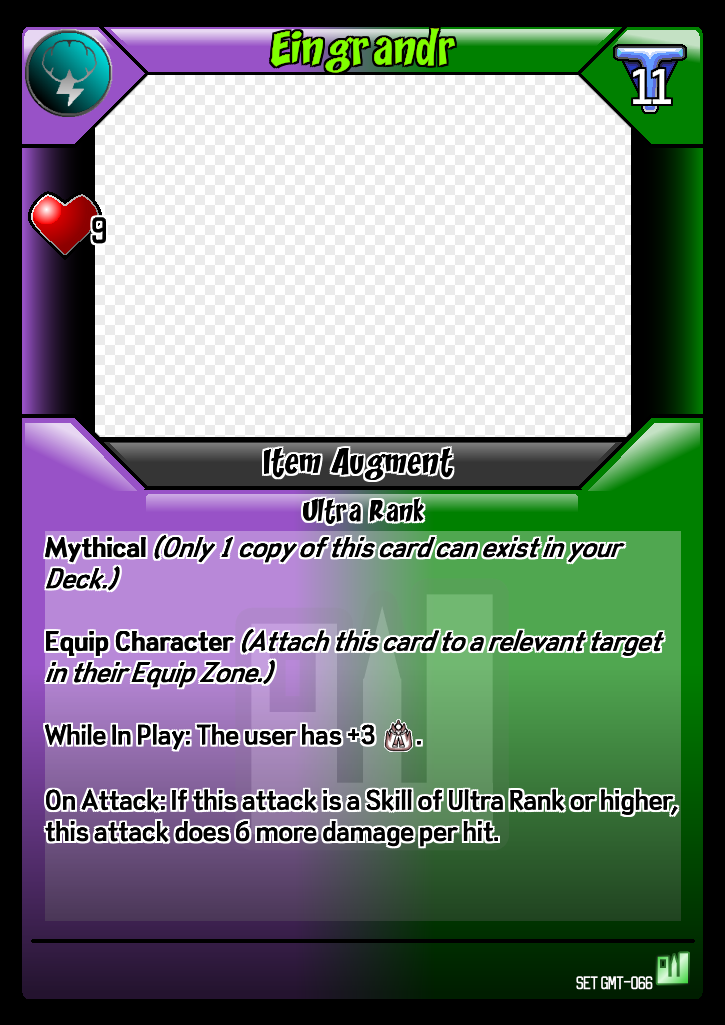 Eingrandr
11
9
Item Augment
Ultra Rank
Mythical (Only 1 copy of this card can exist in your
Deck.)
Equip Character (Attach this card to a relevant target
in their Equip Zone.)
While In Play: The user has +3 .
On Attack: If this attack is a Skill of Ultra Rank or higher,
this attack does 6 more damage per hit.
SET GMT-066